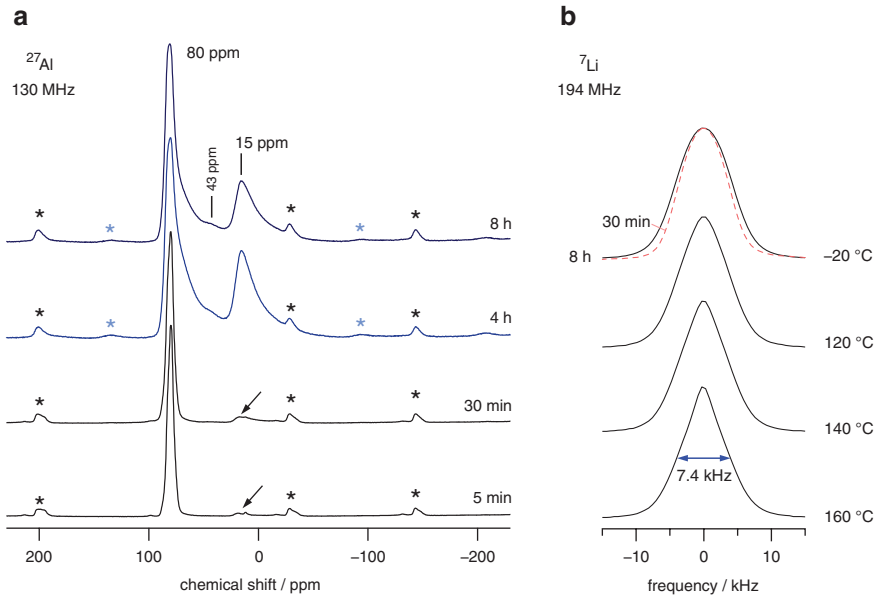 a
²⁷Al
130 MHz
80 ppm
43 ppm
15 ppm
* * * * * *
8 h
* * * * * *
4 h
* * *
30 min
* * *
5 min
200 100 0 −100 −200
chemical shift / ppm
b
⁷Li
194 MHz
30 min
8 h
−20 °C
120 °C
140 °C
7.4 kHz
160 °C
−10 0 10
frequency / kHz